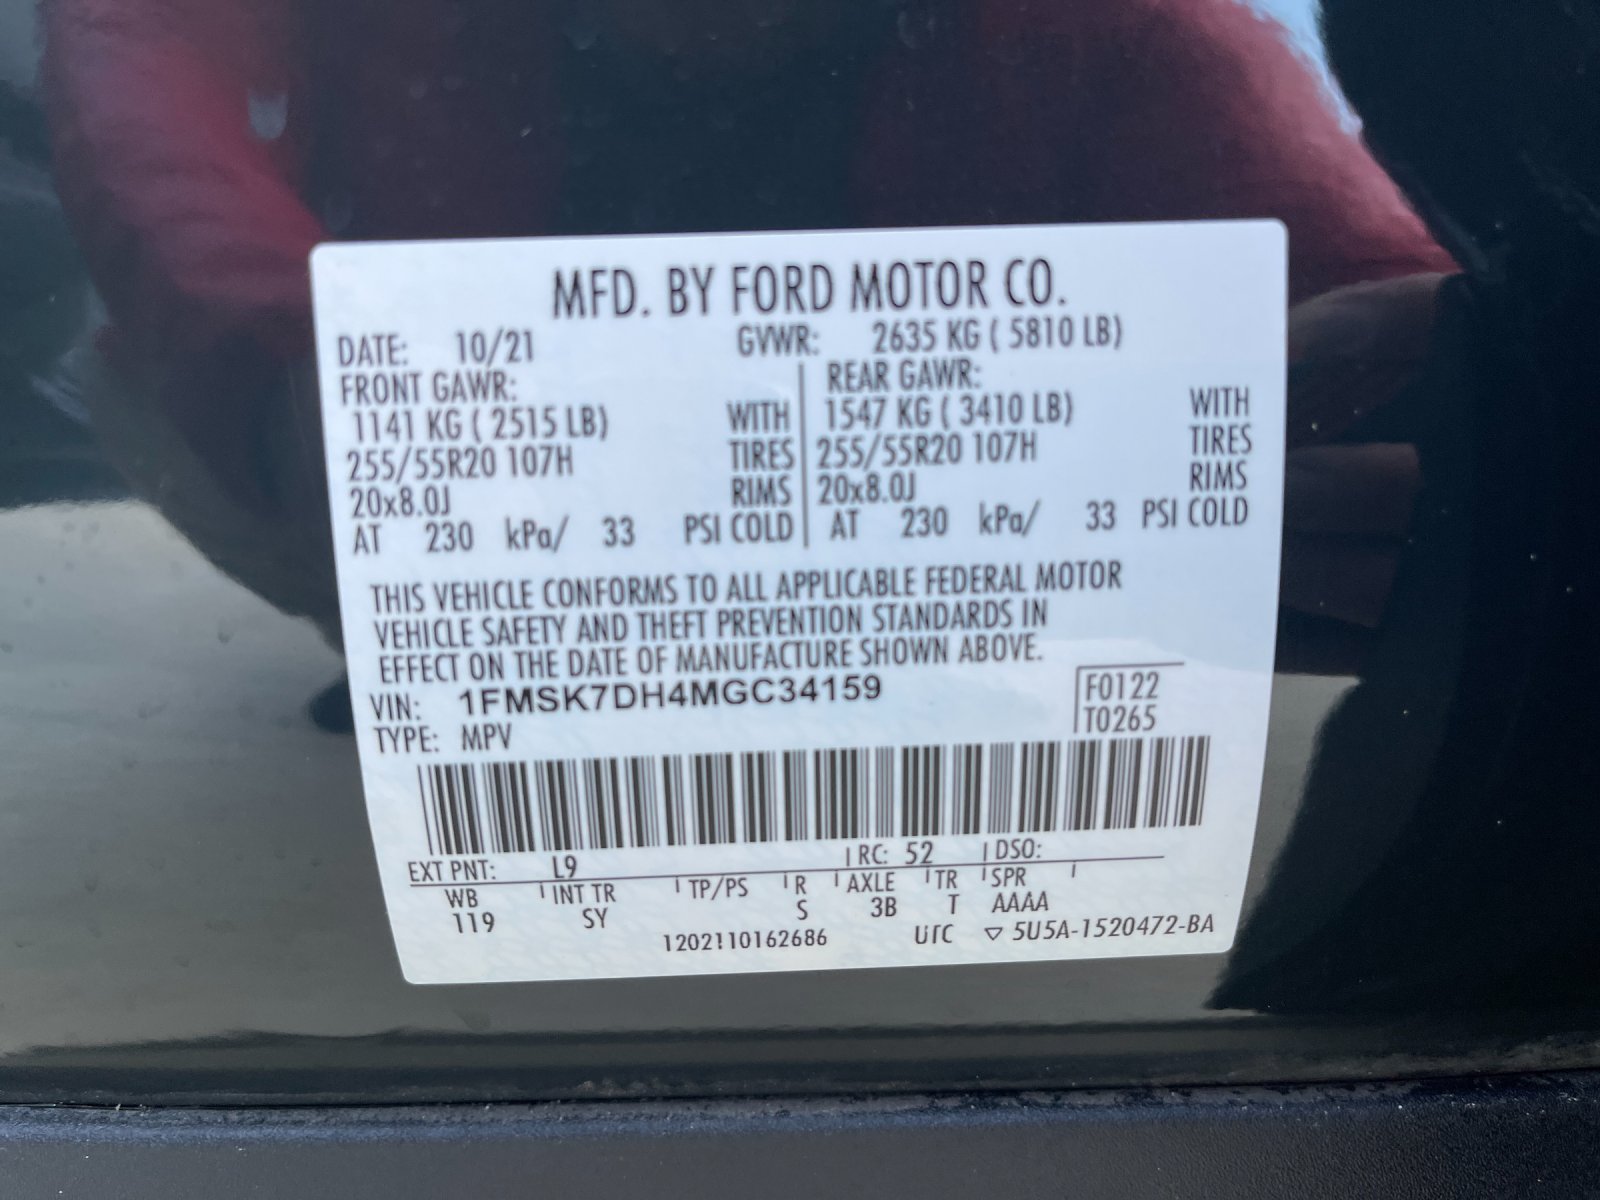 MFD. BY FORD MOTOR CO.
DATE: 10/21 GVWR: 2635 KG ( 5810 LB)
FRONT GAWR: REAR GAWR:
1141 KG ( 2515 LB) WITH 1547 KG ( 3410 LB) WITH
255/55R20 107H TIRES 255/55R20 107H TIRES
20x8.0J RIMS 20x8.0J RIMS
AT 230 kPa/ 33 PSI COLD AT 230 kPa/ 33 PSI COLD
THIS VEHICLE CONFORMS TO ALL APPLICABLE FEDERAL MOTOR
VEHICLE SAFETY AND THEFT PREVENTION STANDARDS IN
EFFECT ON THE DATE OF MANUFACTURE SHOWN ABOVE.
VIN: 1FMSK7DH4MGC34159 F0122
TYPE: MPV T0265
EXT PNT: L9 RC: 52 DSO:
WB INT TR TP/PS R AXLE TR SPR
119 SY S 3B T AAAA
1202110162686 UTC ▽ 5U5A-1520472-BA